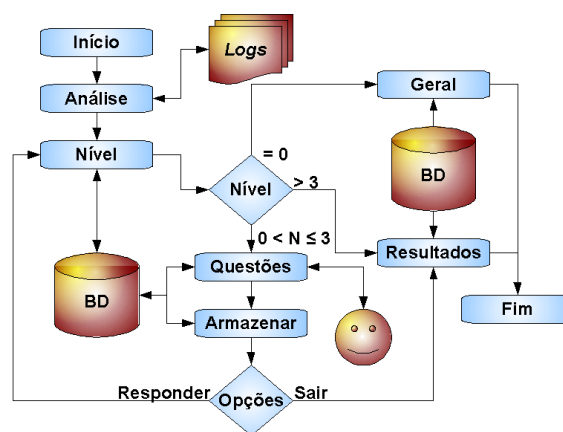 Início
Logs
Análise
Geral
Nível
= 0
BD
Nível
> 3
0 < N ≤ 3
Questões
Resultados
BD
Armazenar
Fim
Responder
Opções
Sair